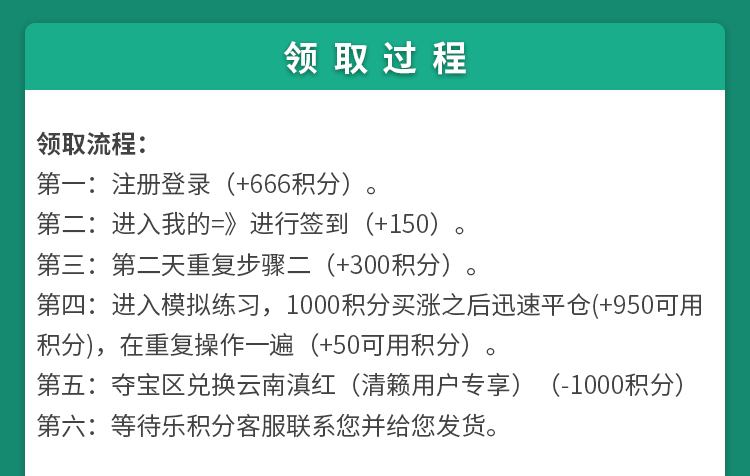 领取过程
领取流程：
第一：注册登录（+666积分）。
第二：进入我的=》进行签到（+150）。
第三：第二天重复步骤二（+300积分）。
第四：进入模拟练习，1000积分买涨之后迅速平仓(+950可用
积分)，在重复操作一遍（+50可用积分）。
第五：夺宝区兑换云南滇红（清籁用户专享）（-1000积分）
第六：等待乐积分客服联系您并给您发货。